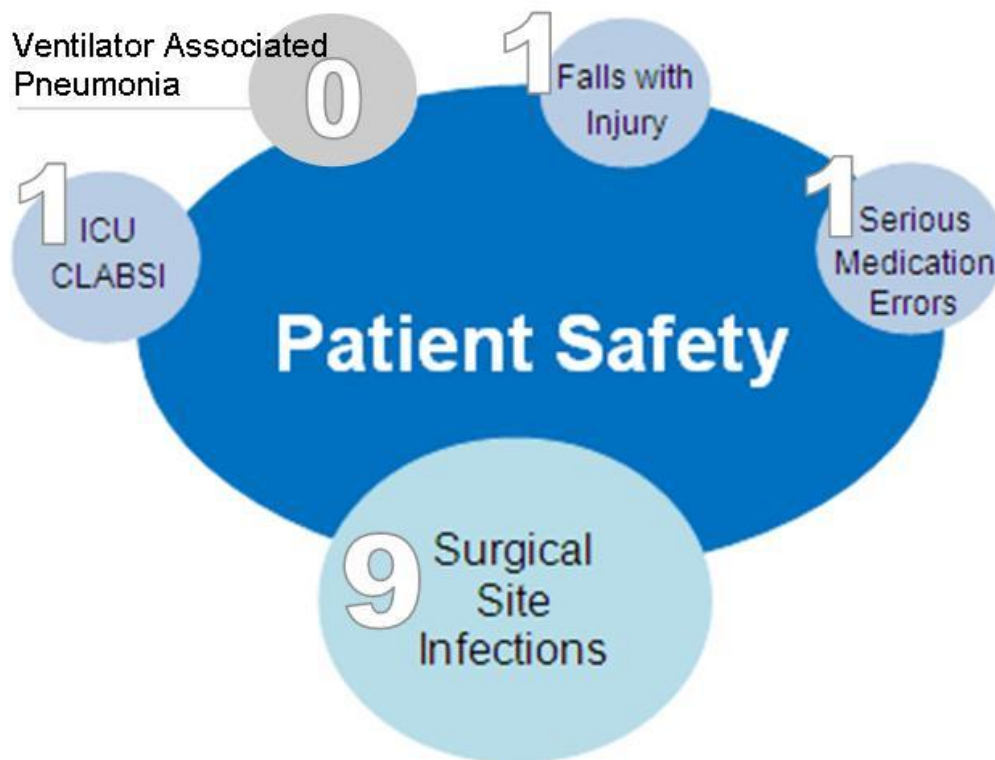 Ventilator Associated
Pneumonia
0
1
Falls with
Injury
1
ICU
CLABSI
1
Serious
Medication
Errors
Patient Safety
9
Surgical
Site
Infections